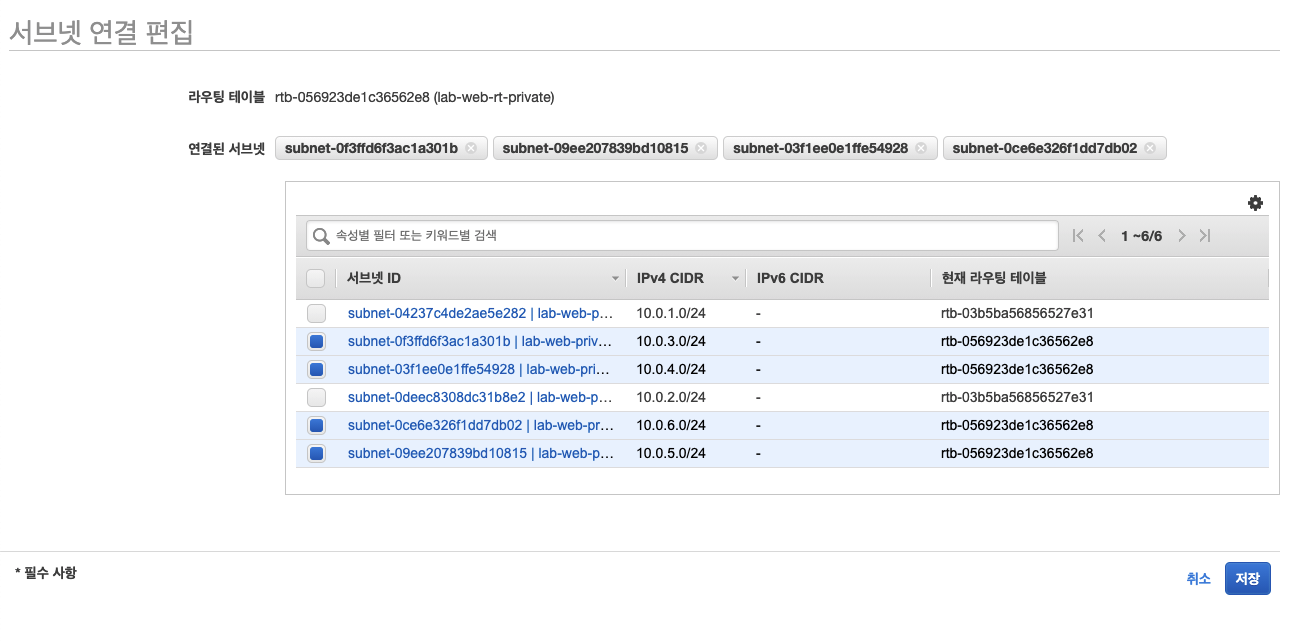 서브넷 연결 편집
라우팅 테이블 rtb-056923de1c36562e8 (lab-web-rt-private)
연결된 서브넷 subnet-0f3ffd6f3ac1a301b subnet-09ee207839bd10815 subnet-03f1ee0e1ffe54928 subnet-0ce6e326f1dd7db02
속성별 필터 또는 키워드별 검색 1 ~6/6
서브넷 ID IPv4 CIDR IPv6 CIDR 현재 라우팅 테이블
subnet-04237c4de2ae5e282 | lab-web-p... 10.0.1.0/24 - rtb-03b5ba56856527e31
subnet-0f3ffd6f3ac1a301b | lab-web-priv... 10.0.3.0/24 - rtb-056923de1c36562e8
subnet-03f1ee0e1ffe54928 | lab-web-pri... 10.0.4.0/24 - rtb-056923de1c36562e8
subnet-0deec8308dc31b8e2 | lab-web-p... 10.0.2.0/24 - rtb-03b5ba56856527e31
subnet-0ce6e326f1dd7db02 | lab-web-pr... 10.0.6.0/24 - rtb-056923de1c36562e8
subnet-09ee207839bd10815 | lab-web-p... 10.0.5.0/24 - rtb-056923de1c36562e8
* 필수 사항
취소 저장